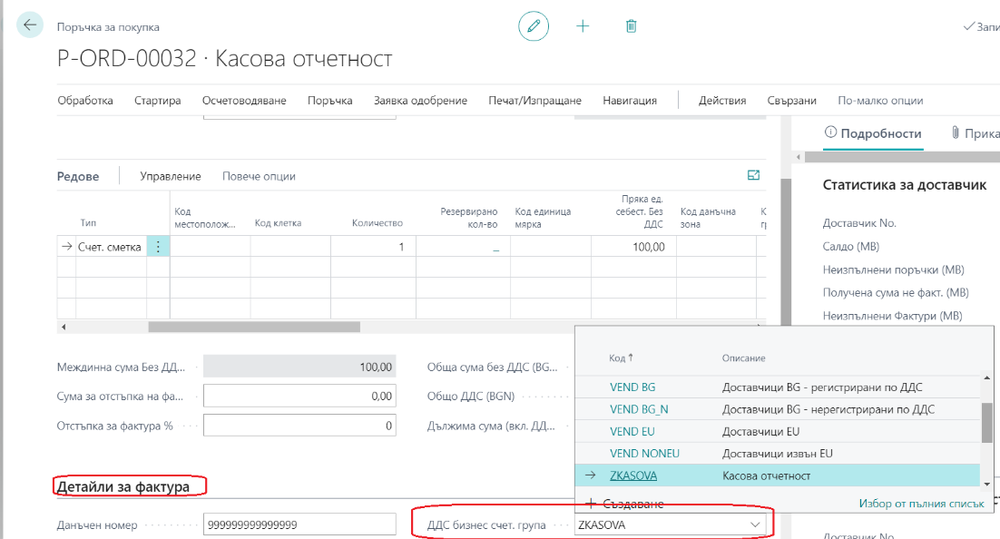 Поръчка за покупка
Запи
P-ORD-00032 · Касова отчетност
Обработка Стартира Осчетоводяване Поръчка Заявка одобрение Печат/Изпращане Навигация Действия Свързани По-малко опции
Подробности Прика
Редове Управление Повече опции
Статистика за доставчик
Тип Код местополож... Код клетка Количество Резервирано кол-во Код единица мярка Пряка ед. себест. Без ДДС Код данъчна зона К гр
Счет. сметка 1 _ 100,00
Доставчик No.
Салдо (MB)
Неизпълнени поръчки (MB)
Получена сума не факт. (MB)
Неизпълнени Фактури (MB)
Междинна сума Без ДД... 100,00 Обща сума без ДДС (BG...
Сума за отстъпка на фа... 0,00 Общо ДДС (BGN)
Отстъпка за фактура % 0 Дължима сума (вкл. ДД...
Код ↑ Описание
VEND BG Доставчици BG - регистрирани по ДДС
VEND BG_N Доставчици BG - нерегистрирани по ДДС
VEND EU Доставчици EU
VEND NONEU Доставчици извън EU
ZKASOVA Касова отчетност
+ Създаване Избор от пълния списък
Детайли за фактура
Данъчен номер 999999999999999 ДДС бизнес счет. група ZKASOVA
Доставчик No.